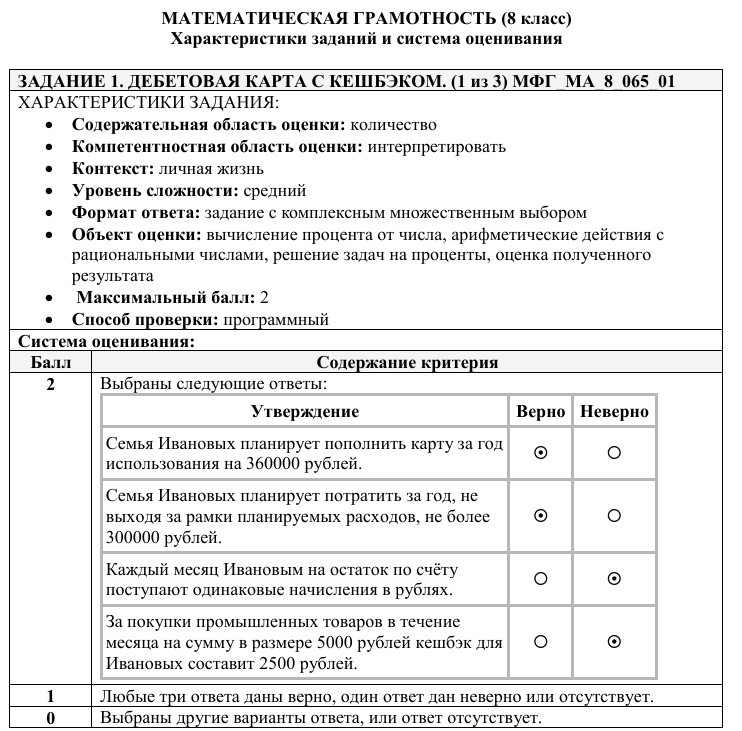 МАТЕМАТИЧЕСКАЯ ГРАМОТНОСТЬ (8 класс)
Характеристики заданий и система оценивания
ЗАДАНИЕ 1. ДЕБЕТОВАЯ КАРТА С КЕШБЭКОМ. (1 из 3) МФГ_МА_8_065_01
ХАРАКТЕРИСТИКИ ЗАДАНИЯ:
• Содержательная область оценки: количество
• Компетентностная область оценки: интерпретировать
• Контекст: личная жизнь
• Уровень сложности: средний
• Формат ответа: задание с комплексным множественным выбором
• Объект оценки: вычисление процента от числа, арифметические действия с
рациональными числами, решение задач на проценты, оценка полученного
результата
• Максимальный балл: 2
• Способ проверки: программный
Система оценивания:
Балл Содержание критерия
2 Выбраны следующие ответы:
Утверждение Верно Неверно
Семья Ивановых планирует пополнить карту за год
использования на 360000 рублей.
Семья Ивановых планирует потратить за год, не
выходя за рамки планируемых расходов, не более
300000 рублей.
Каждый месяц Ивановым на остаток по счёту
поступают одинаковые начисления в рублях.
За покупки промышленных товаров в течение
месяца на сумму в размере 5000 рублей кешбэк для
Ивановых составит 2500 рублей.
1 Любые три ответа даны верно, один ответ дан неверно или отсутствует.
0 Выбраны другие варианты ответа, или ответ отсутствует.